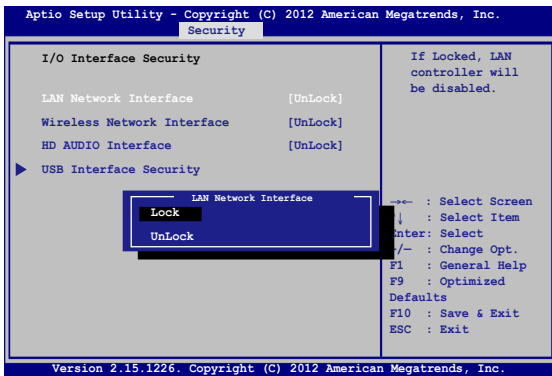 Aptio Setup Utility - Copyright (C) 2012 American Megatrends, Inc.
Security
I/O Interface Security
LAN Network Interface [UnLock]
Wireless Network Interface [UnLock]
HD AUDIO Interface [UnLock]
USB Interface Security
If Locked, LAN
controller will
be disabled.
LAN Network Interface
Lock
UnLock
→← : Select Screen
↓ : Select Item
nter: Select
/— : Change Opt.
F1 : General Help
F9 : Optimized
Defaults
F10 : Save & Exit
ESC : Exit
Version 2.15.1226. Copyright (C) 2012 American Megatrends, Inc.